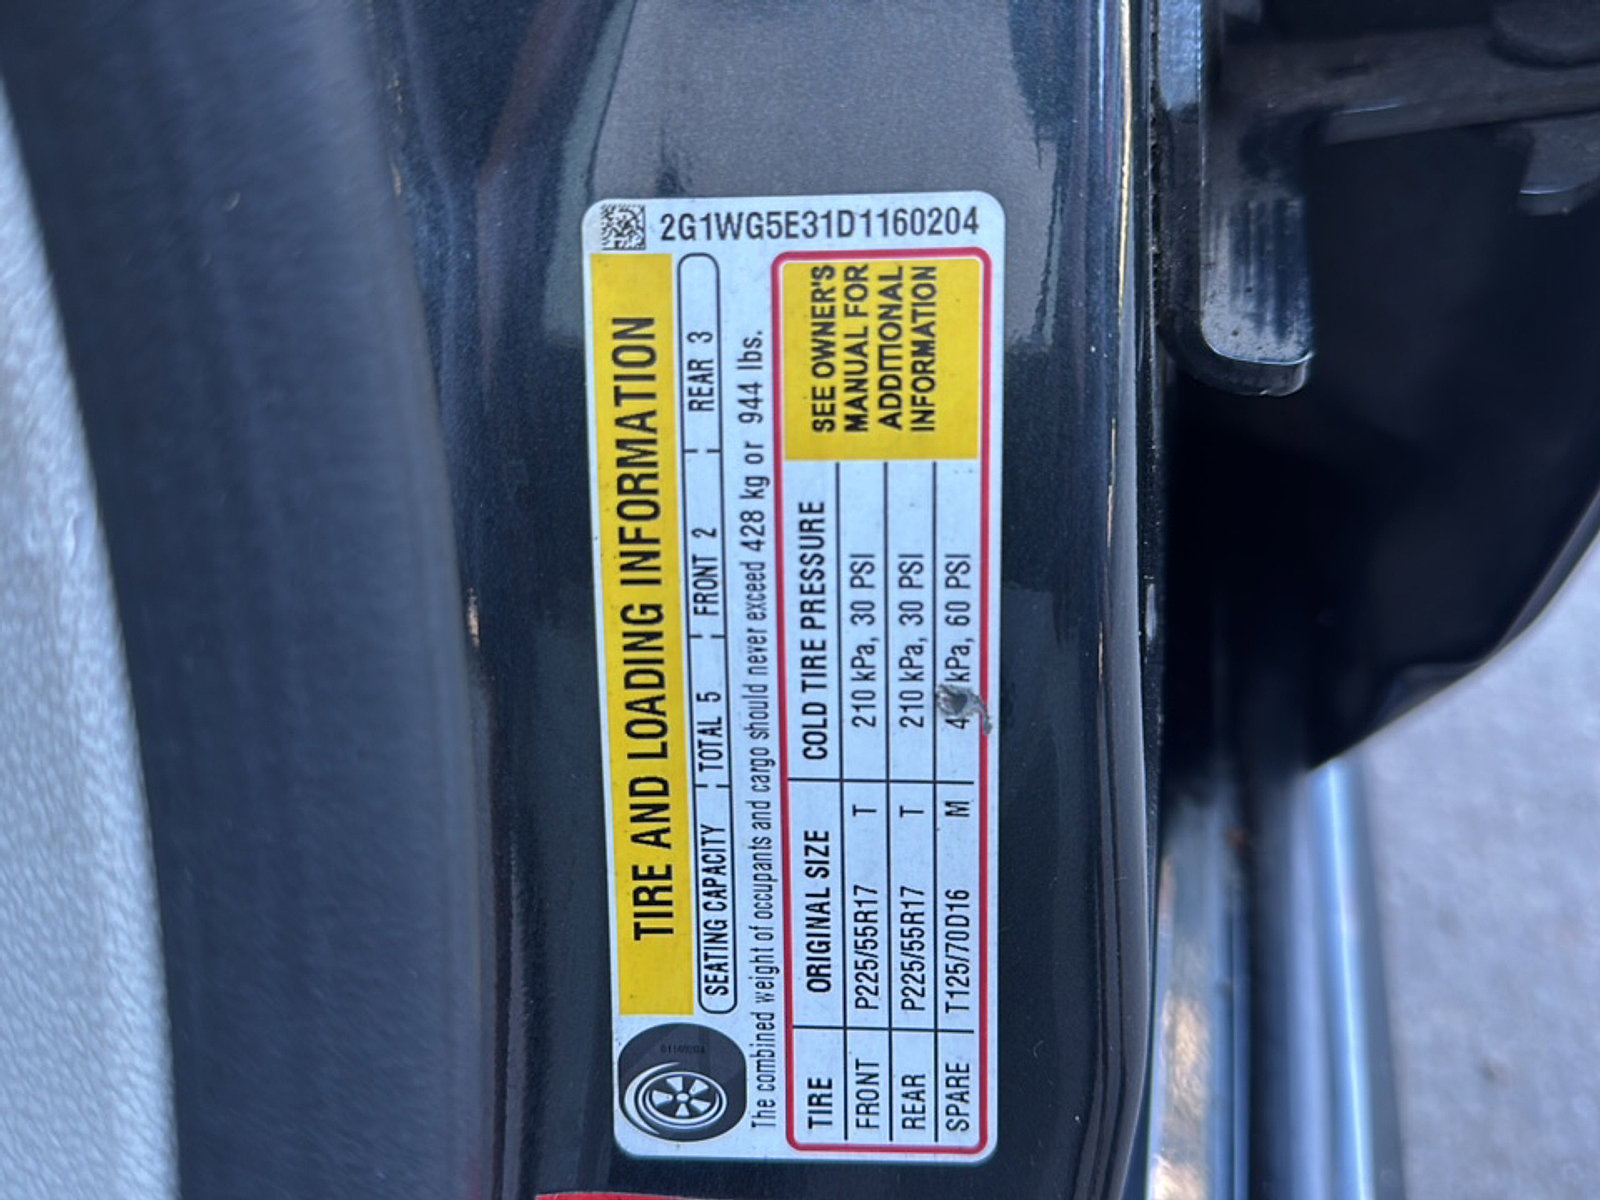 2G1WG5E31D1160204
TIRE AND LOADING INFORMATION
SEATING CAPACITY TOTAL 5 FRONT 2 REAR 3
The combined weight of occupants and cargo should never exceed 428 kg or 944 lbs.
TIRE ORIGINAL SIZE COLD TIRE PRESSURE
FRONT P225/55R17 T 210 kPa, 30 PSI
REAR P225/55R17 T 210 kPa, 30 PSI
SPARE T125/70D16 M kPa, 60 PSI
SEE OWNER'S
MANUAL FOR
ADDITIONAL
INFORMATION